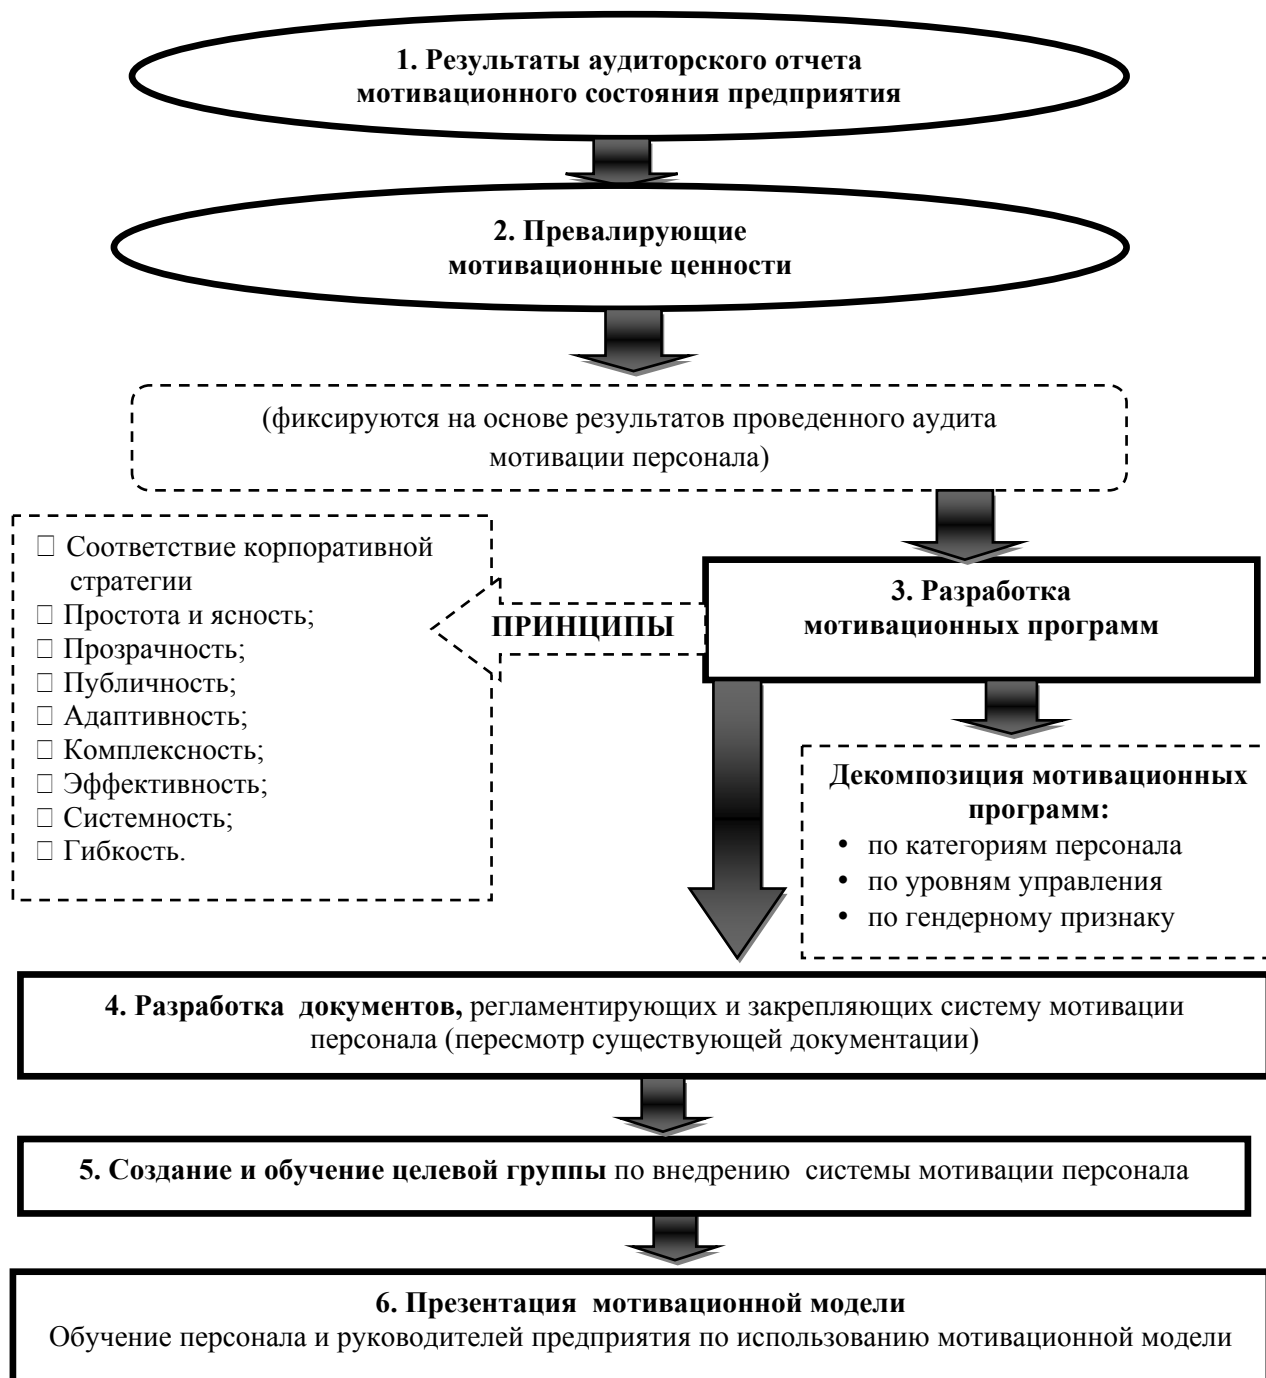 1. Результаты аудиторского отчета
мотивационного состояния предприятия
2. Превалирующие
мотивационные ценности
(фиксируются на основе результатов проведенного аудита
мотивации персонала)
□ Соответствие корпоративной
стратегии
□ Простота и ясность;
□ Прозрачность;
□ Публичность;
□ Адаптивность;
□ Комплексность;
□ Эффективность;
□ Системность;
□ Гибкость.
ПРИНЦИПЫ
3. Разработка
мотивационных программ
Декомпозиция мотивационных
программ:
• по категориям персонала
• по уровням управления
• по гендерному признаку
4. Разработка документов, регламентирующих и закрепляющих систему мотивации
персонала (пересмотр существующей документации)
5. Создание и обучение целевой группы по внедрению системы мотивации персонала
6. Презентация мотивационной модели
Обучение персонала и руководителей предприятия по использованию мотивационной модели